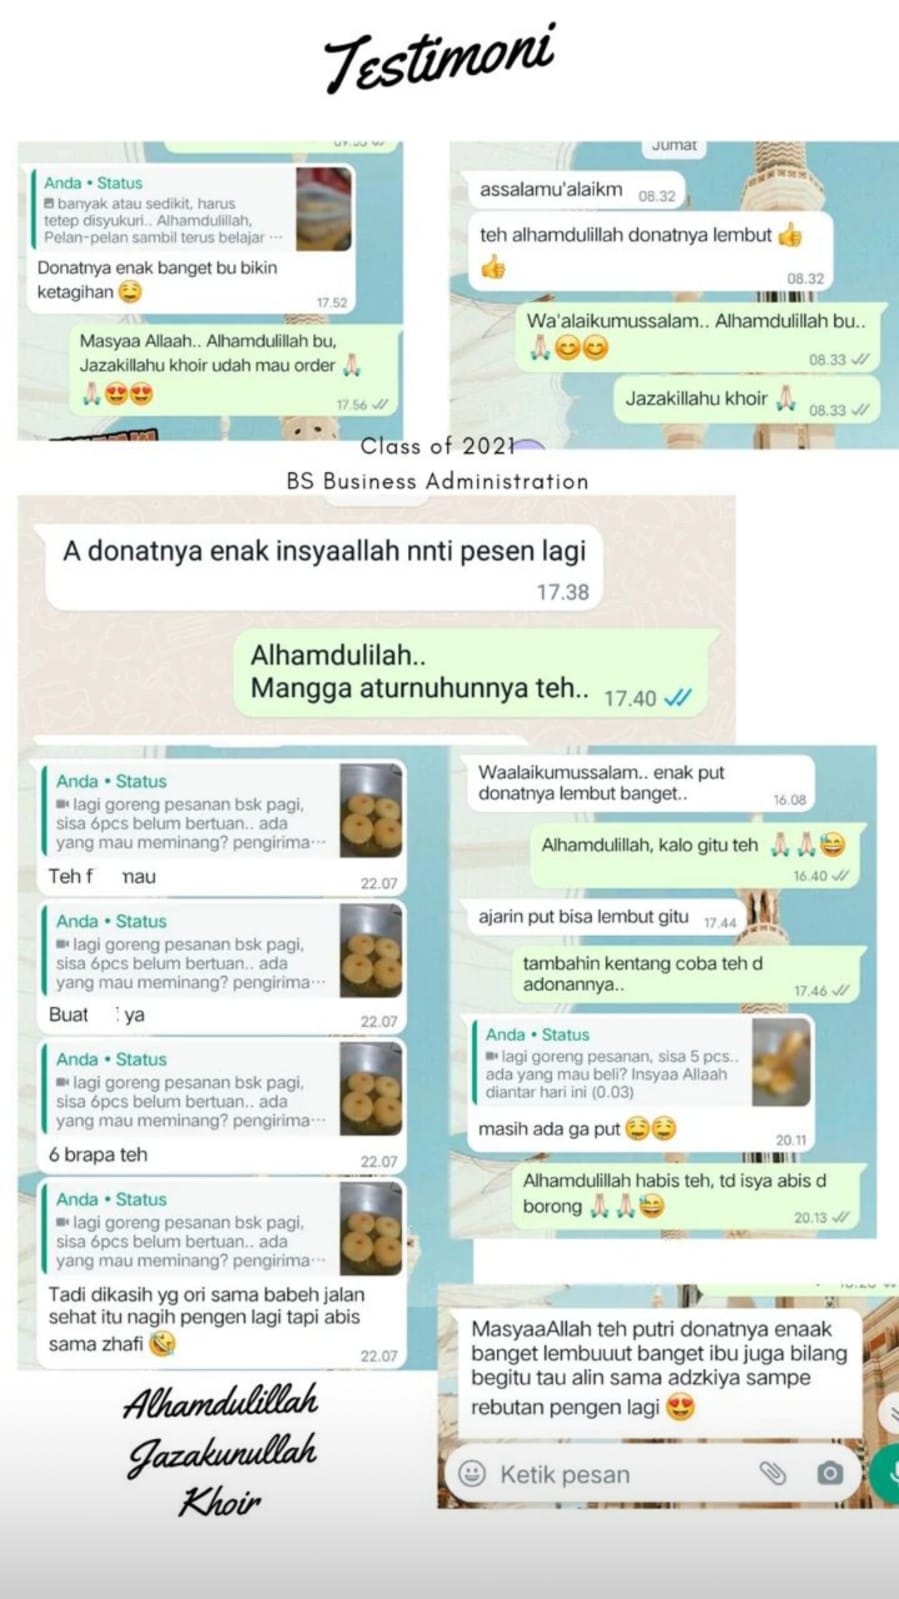 Testimoni
Anda • Status
banyak atau sedikit, harus
tetep disyukuri.. Alhamdulillah,
Pelan-pelan sambil terus belajar ...
Donatnya enak banget bu bikin
ketagihan 🤤
17.52
Masyaa Allaah.. Alhamdulillah bu,
Jazakillahu khoir udah mau order 🙏🏻
🙏🏻😍😍
17.56
Jumat
assalamu'alaikm 08.32
teh alhamdulillah donatnya lembut 👍
👍
08.32
Wa'alaikumussalam.. Alhamdulillah bu..
🙏🏻😊😊
08.33
Jazakillahu khoir 🙏🏻 08.33
Class of 2021
BS Business Administration
A donatnya enak insyaallah nnti pesen lagi
17.38
Alhamdulilah..
Mangga aturnuhunnya teh.. 17.40
Anda • Status
lagi goreng pesanan bsk pagi,
sisa 6pcs belum bertuan.. ada
yang mau meminang? pengirima...
Teh f mau
22.07
Anda • Status
lagi goreng pesanan bsk pagi,
sisa 6pcs belum bertuan.. ada
yang mau meminang? pengirima...
Buat ya
22.07
Anda • Status
lagi goreng pesanan bsk pagi,
sisa 6pcs belum bertuan.. ada
yang mau meminang? pengirima...
6 brapa teh
22.07
Anda • Status
lagi goreng pesanan bsk pagi,
sisa 6pcs belum bertuan.. ada
yang mau meminang? pengirima...
Tadi dikasih yg ori sama babeh jalan
sehat itu nagih pengen lagi tapi abis
sama zhafi 🤣
22.07
Waalaikumussalam.. enak put
donatnya lembut banget..
16.08
Alhamdulillah, kalo gitu teh 🙏🏻🙏🏻😅
16.40
ajarin put bisa lembut gitu 17.44
tambahin kentang coba teh d
adonannya..
17.46
Anda • Status
lagi goreng pesanan, sisa 5 pcs..
ada yang mau beli? Insyaa Allaah
diantar hari ini (0.03)
masih ada ga put 🤤🤤
20.11
Alhamdulillah habis teh, td isya abis d
borong 🙏🏻🙏🏻😅
20.13
MasyaaAllah teh putri donatnya enaak
banget lembuuut banget ibu juga bilang
begitu tau alin sama adzkiya sampe
rebutan pengen lagi 😍
Ketik pesan
Alhamdulillah
Jazakunullah
Khoir